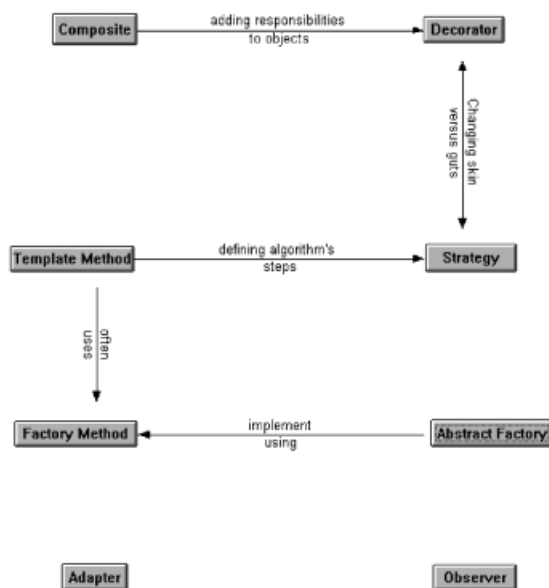 Composite
adding responsibilities
to objects
Decorator
Changing skin
versus guts
Template Method
defining algorithm's
steps
Strategy
often
uses
Factory Method
implement
using
Abstract Factory
Adapter
Observer